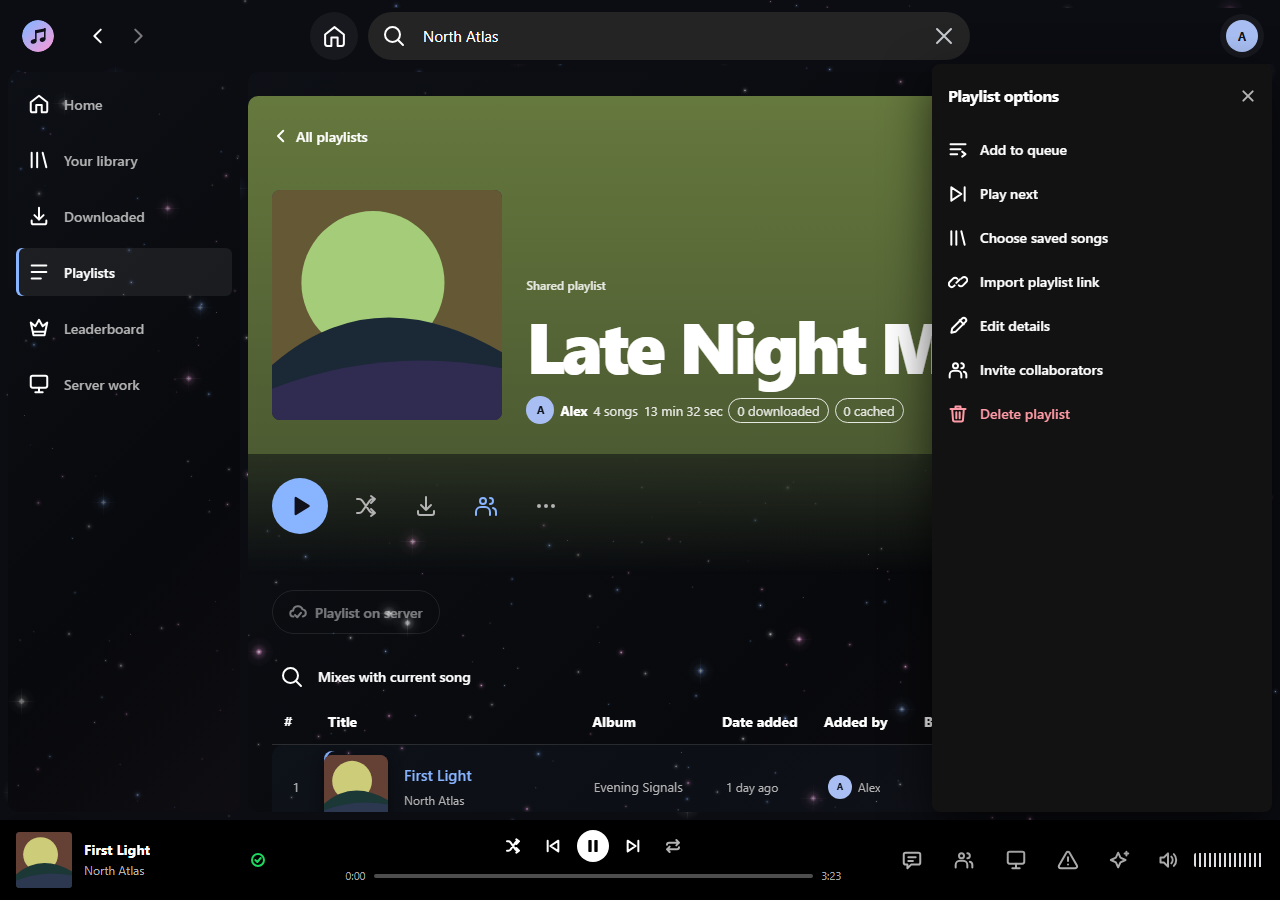 North Atlas
A
Home
Your library
Downloaded
Playlists
Leaderboard
Server work
All playlists
Shared playlist
Late Night M
A Alex 4 songs 13 min 32 sec 0 downloaded 0 cached
Playlist on server
Mixes with current song
# Title Album Date added Added by B
1 First Light Evening Signals 1 day ago A Alex
North Atlas
Playlist options
Add to queue
Play next
Choose saved songs
Import playlist link
Edit details
Invite collaborators
Delete playlist
First Light
North Atlas
0:00 3:23